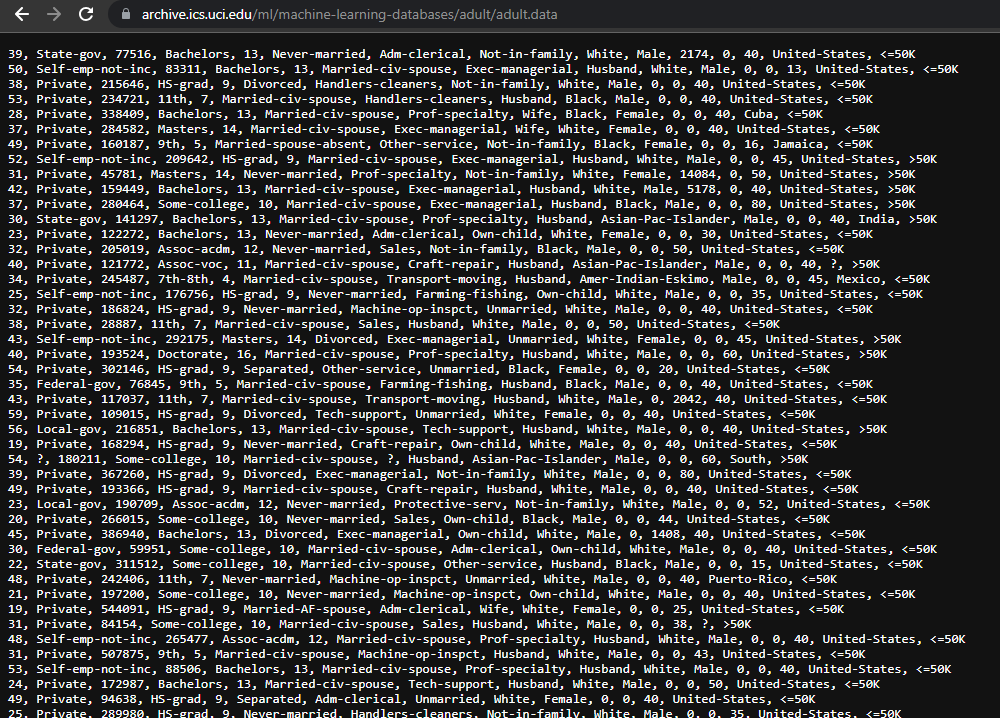 archive.ics.uci.edu/ml/machine-learning-databases/adult/adult.data
39, State-gov, 77516, Bachelors, 13, Never-married, Adm-clerical, Not-in-family, White, Male, 2174, 0, 40, United-States, <=50K
50, Self-emp-not-inc, 83311, Bachelors, 13, Married-civ-spouse, Exec-managerial, Husband, White, Male, 0, 0, 13, United-States, <=50K
38, Private, 215646, HS-grad, 9, Divorced, Handlers-cleaners, Not-in-family, White, Male, 0, 0, 40, United-States, <=50K
53, Private, 234721, 11th, 7, Married-civ-spouse, Handlers-cleaners, Husband, Black, Male, 0, 0, 40, United-States, <=50K
28, Private, 338409, Bachelors, 13, Married-civ-spouse, Prof-specialty, Wife, Black, Female, 0, 0, 40, Cuba, <=50K
37, Private, 284582, Masters, 14, Married-civ-spouse, Exec-managerial, Wife, White, Female, 0, 0, 40, United-States, <=50K
49, Private, 160187, 9th, 5, Married-spouse-absent, Other-service, Not-in-family, Black, Female, 0, 0, 16, Jamaica, <=50K
52, Self-emp-not-inc, 209642, HS-grad, 9, Married-civ-spouse, Exec-managerial, Husband, White, Male, 0, 0, 45, United-States, >50K
31, Private, 45781, Masters, 14, Never-married, Prof-specialty, Not-in-family, White, Female, 14084, 0, 50, United-States, >50K
42, Private, 159449, Bachelors, 13, Married-civ-spouse, Exec-managerial, Husband, White, Male, 5178, 0, 40, United-States, >50K
37, Private, 280464, Some-college, 10, Married-civ-spouse, Exec-managerial, Husband, Black, Male, 0, 0, 80, United-States, >50K
30, State-gov, 141297, Bachelors, 13, Married-civ-spouse, Prof-specialty, Husband, Asian-Pac-Islander, Male, 0, 0, 40, India, >50K
23, Private, 122272, Bachelors, 13, Never-married, Adm-clerical, Own-child, White, Female, 0, 0, 30, United-States, <=50K
32, Private, 205019, Assoc-acdm, 12, Never-married, Sales, Not-in-family, Black, Male, 0, 0, 50, United-States, <=50K
40, Private, 121772, Assoc-voc, 11, Married-civ-spouse, Craft-repair, Husband, Asian-Pac-Islander, Male, 0, 0, 40, ?, >50K
34, Private, 245487, 7th-8th, 4, Married-civ-spouse, Transport-moving, Husband, Amer-Indian-Eskimo, Male, 0, 0, 45, Mexico, <=50K
25, Self-emp-not-inc, 176756, HS-grad, 9, Never-married, Farming-fishing, Own-child, White, Male, 0, 0, 35, United-States, <=50K
32, Private, 186824, HS-grad, 9, Never-married, Machine-op-inspct, Unmarried, White, Male, 0, 0, 40, United-States, <=50K
38, Private, 28887, 11th, 7, Married-civ-spouse, Sales, Husband, White, Male, 0, 0, 50, United-States, <=50K
43, Self-emp-not-inc, 292175, Masters, 14, Divorced, Exec-managerial, Unmarried, White, Female, 0, 0, 45, United-States, >50K
40, Private, 193524, Doctorate, 16, Married-civ-spouse, Prof-specialty, Husband, White, Male, 0, 0, 60, United-States, >50K
54, Private, 302146, HS-grad, 9, Separated, Other-service, Unmarried, Black, Female, 0, 0, 20, United-States, <=50K
35, Federal-gov, 76845, 9th, 5, Married-civ-spouse, Farming-fishing, Husband, Black, Male, 0, 0, 40, United-States, <=50K
43, Private, 117037, 11th, 7, Married-civ-spouse, Transport-moving, Husband, White, Male, 0, 2042, 40, United-States, <=50K
59, Private, 109015, HS-grad, 9, Divorced, Tech-support, Unmarried, White, Female, 0, 0, 40, United-States, <=50K
56, Local-gov, 216851, Bachelors, 13, Married-civ-spouse, Tech-support, Husband, White, Male, 0, 0, 40, United-States, >50K
19, Private, 168294, HS-grad, 9, Never-married, Craft-repair, Own-child, White, Male, 0, 0, 40, United-States, <=50K
54, ?, 180211, Some-college, 10, Married-civ-spouse, ?, Husband, Asian-Pac-Islander, Male, 0, 0, 60, South, >50K
39, Private, 367260, HS-grad, 9, Divorced, Exec-managerial, Not-in-family, White, Male, 0, 0, 80, United-States, <=50K
49, Private, 193366, HS-grad, 9, Married-civ-spouse, Craft-repair, Husband, White, Male, 0, 0, 40, United-States, <=50K
23, Local-gov, 190709, Assoc-acdm, 12, Never-married, Protective-serv, Not-in-family, White, Male, 0, 0, 52, United-States, <=50K
20, Private, 266015, Some-college, 10, Never-married, Sales, Own-child, Black, Male, 0, 0, 44, United-States, <=50K
45, Private, 386940, Bachelors, 13, Divorced, Exec-managerial, Own-child, White, Male, 0, 1408, 40, United-States, <=50K
30, Federal-gov, 59951, Some-college, 10, Married-civ-spouse, Adm-clerical, Own-child, White, Male, 0, 0, 40, United-States, <=50K
22, State-gov, 311512, Some-college, 10, Married-civ-spouse, Other-service, Husband, Black, Male, 0, 0, 15, United-States, <=50K
48, Private, 242406, 11th, 7, Never-married, Machine-op-inspct, Unmarried, White, Male, 0, 0, 40, Puerto-Rico, <=50K
21, Private, 197200, Some-college, 10, Never-married, Machine-op-inspct, Own-child, White, Male, 0, 0, 40, United-States, <=50K
19, Private, 544091, HS-grad, 9, Married-AF-spouse, Adm-clerical, Wife, White, Female, 0, 0, 25, United-States, <=50K
31, Private, 84154, Some-college, 10, Married-civ-spouse, Sales, Husband, White, Male, 0, 0, 38, ?, >50K
48, Self-emp-not-inc, 265477, Assoc-acdm, 12, Married-civ-spouse, Prof-specialty, Husband, White, Male, 0, 0, 40, United-States, <=50K
31, Private, 507875, 9th, 5, Married-civ-spouse, Machine-op-inspct, Husband, White, Male, 0, 0, 43, United-States, <=50K
53, Self-emp-not-inc, 88506, Bachelors, 13, Married-civ-spouse, Prof-specialty, Husband, White, Male, 0, 0, 40, United-States, <=50K
24, Private, 172987, Bachelors, 13, Married-civ-spouse, Tech-support, Husband, White, Male, 0, 0, 50, United-States, <=50K
49, Private, 94638, HS-grad, 9, Separated, Adm-clerical, Unmarried, White, Female, 0, 0, 40, United-States, <=50K
25, Private, 289980, HS-grad, 9, Never-married, Handlers-cleaners, Not-in-family, White, Male, 0, 0, 35, United-States, <=50K